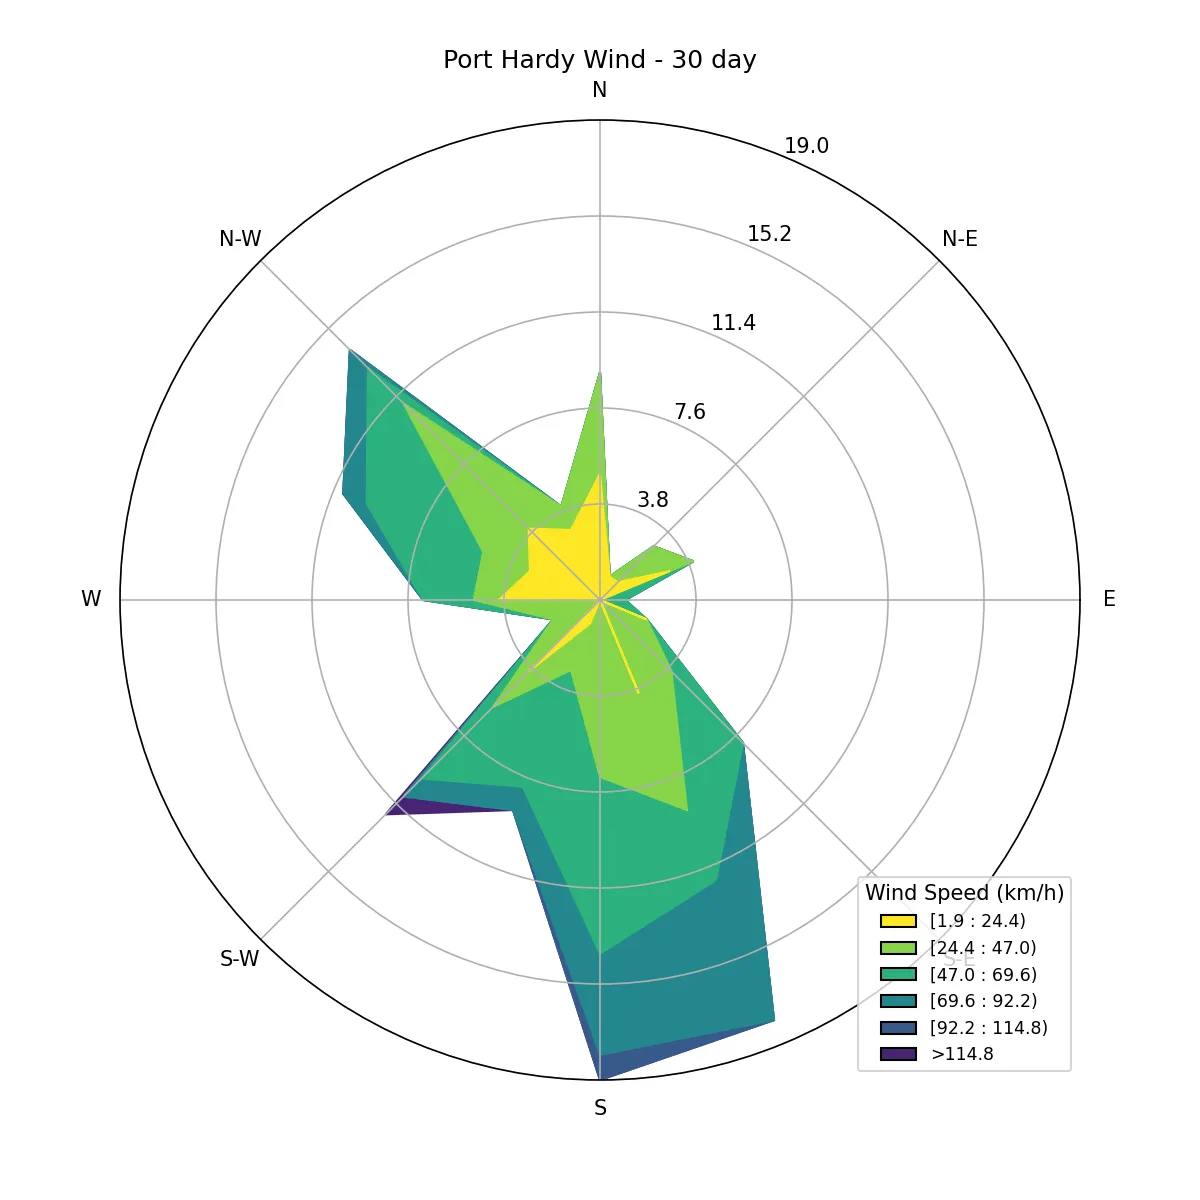 Port Hardy Wind - 30 day
N
19.0
15.2
N-W
N-E
11.4
7.6
3.8
W
E
S-W
S-E
S
Wind Speed (km/h)
[1.9 : 24.4)
[24.4 : 47.0)
[47.0 : 69.6)
[69.6 : 92.2)
[92.2 : 114.8)
>114.8